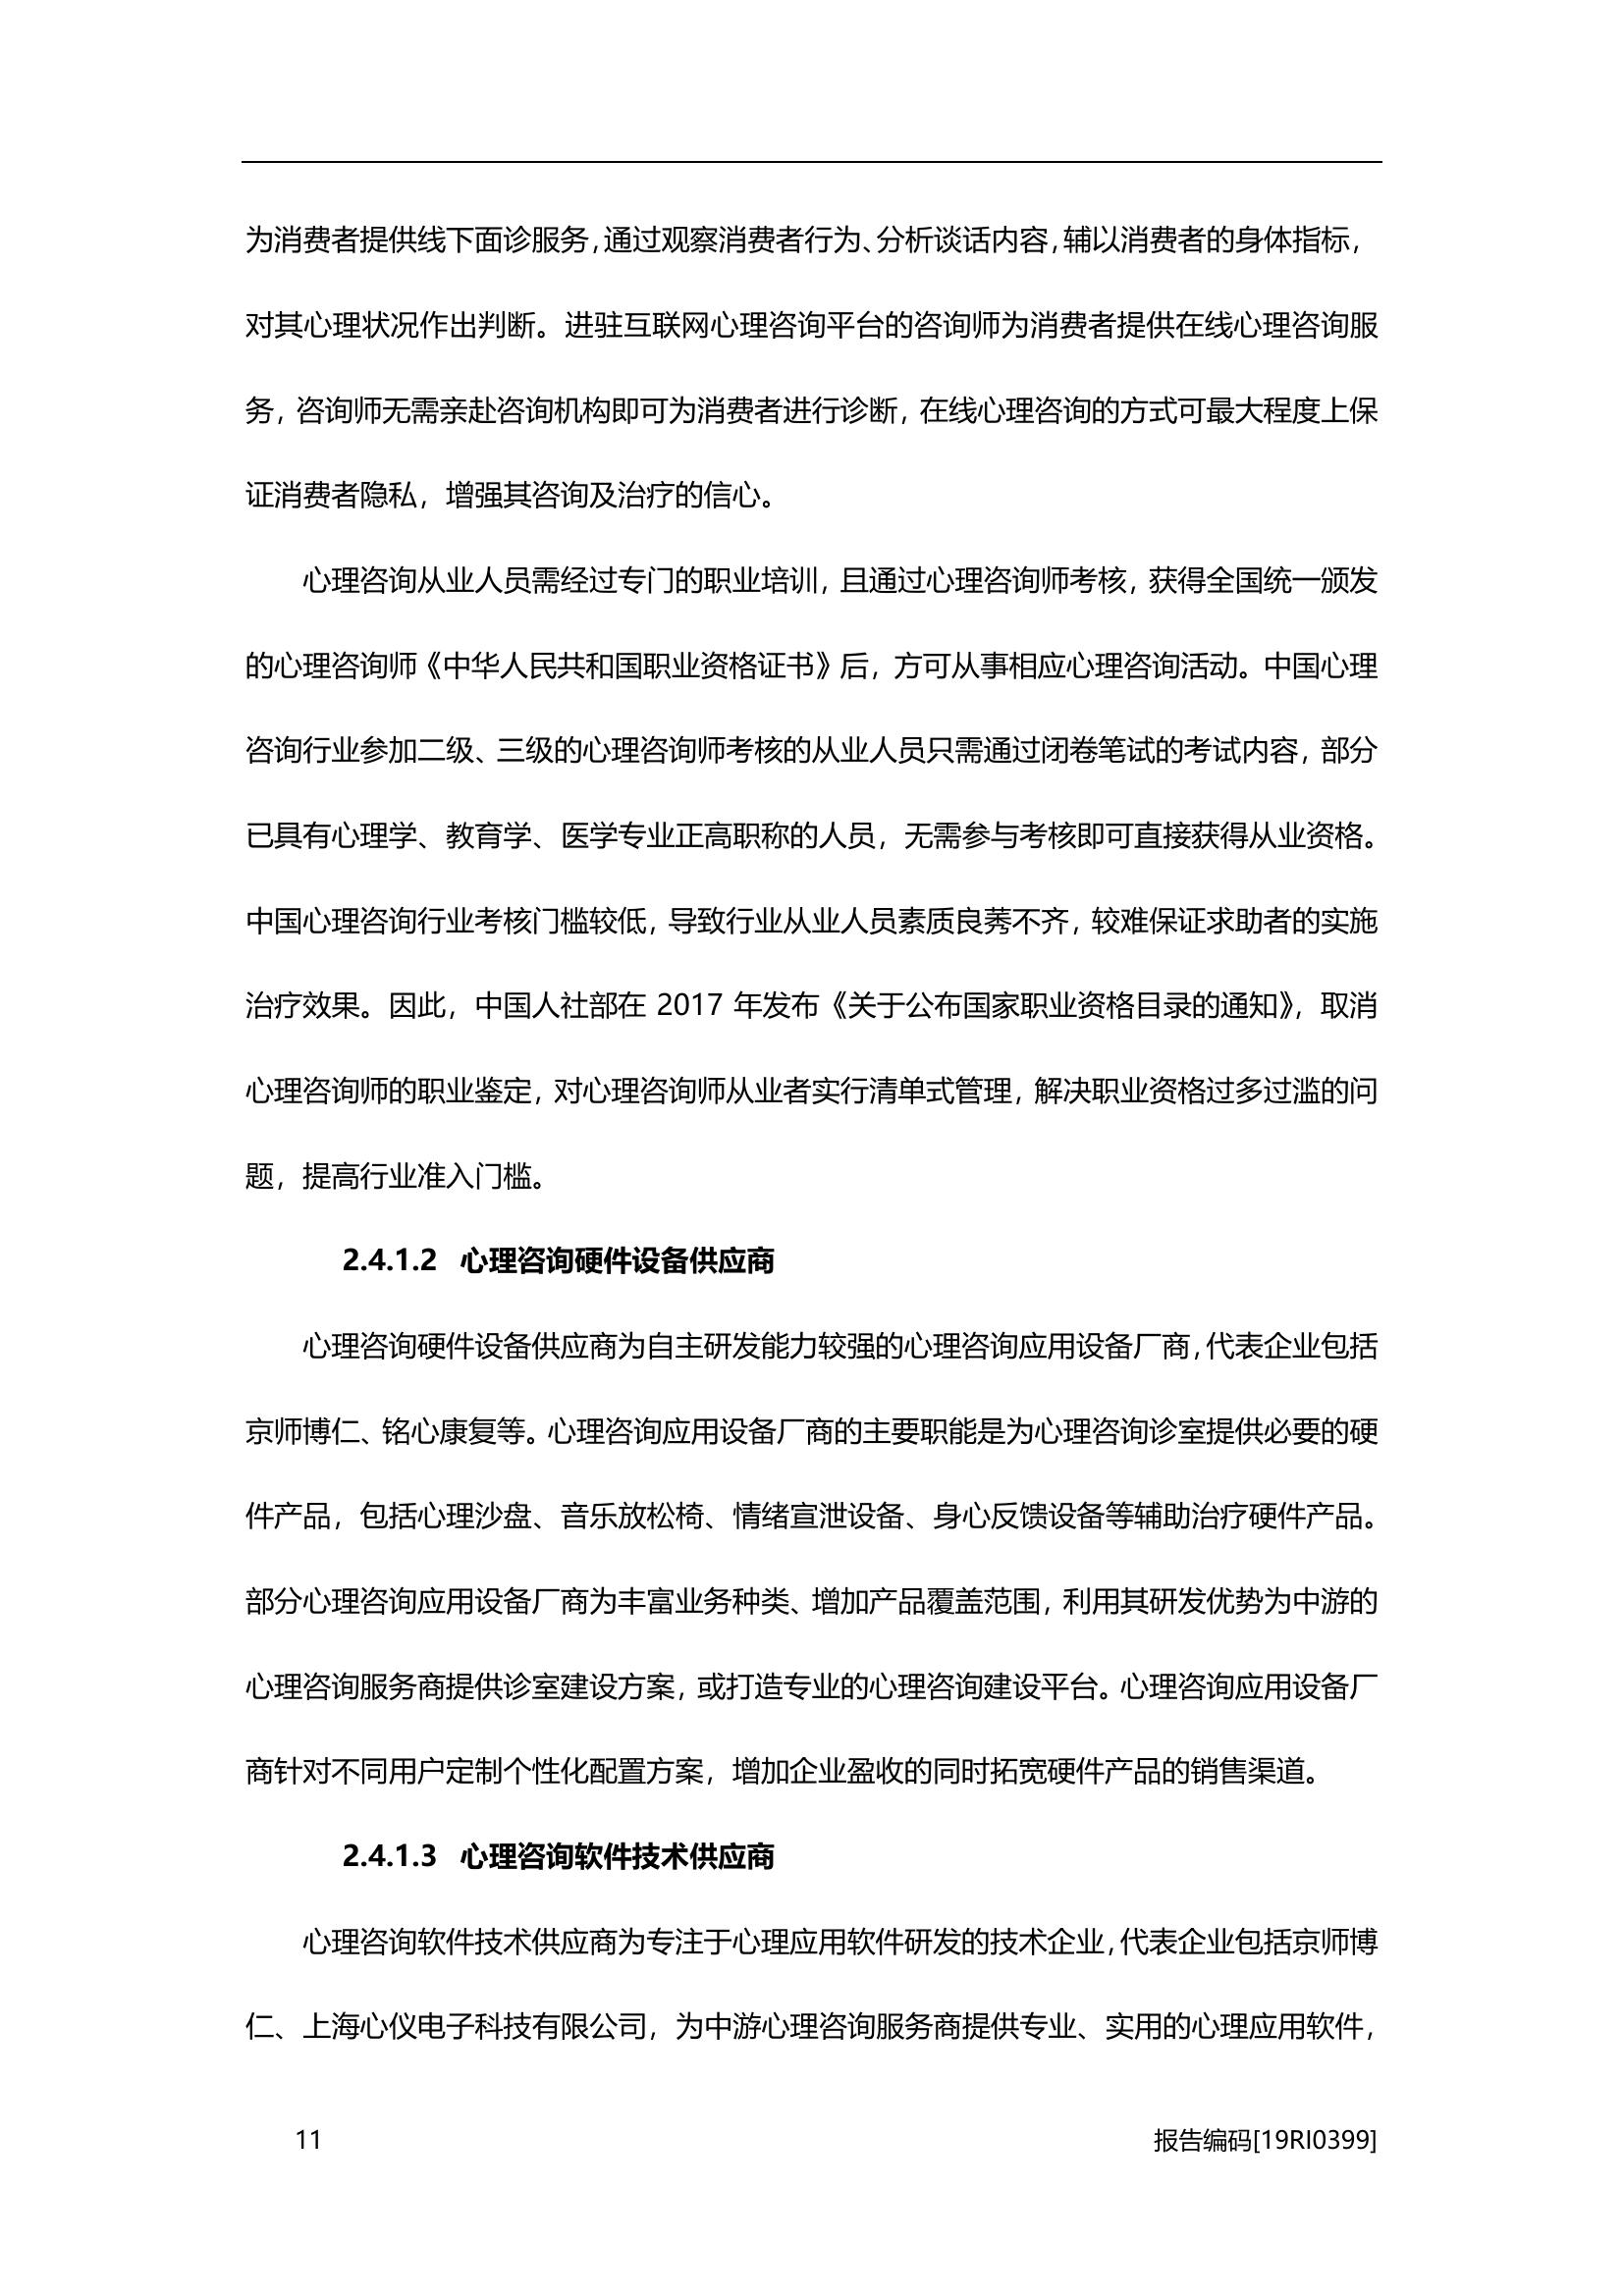 为消费者提供线下面诊服务，通过观察消费者行为、分析谈话内容，辅以消费者的身体指标，
对其心理状况作出判断。进驻互联网心理咨询平台的咨询师为消费者提供在线心理咨询服
务，咨询师无需亲赴咨询机构即可为消费者进行诊断，在线心理咨询的方式可最大程度上保
证消费者隐私，增强其咨询及治疗的信心。
心理咨询从业人员需经过专门的职业培训，且通过心理咨询师考核，获得全国统一颁发
的心理咨询师《中华人民共和国职业资格证书》后，方可从事相应心理咨询活动。中国心理
咨询行业参加二级、三级的心理咨询师考核的从业人员只需通过闭卷笔试的考试内容，部分
已具有心理学、教育学、医学专业正高职称的人员，无需参与考核即可直接获得从业资格。
中国心理咨询行业考核门槛较低，导致行业从业人员素质良莠不齐，较难保证求助者的实施
治疗效果。因此，中国人社部在 2017 年发布《关于公布国家职业资格目录的通知》，取消
心理咨询师的职业鉴定，对心理咨询师从业者实行清单式管理，解决职业资格过多过滥的问
题，提高行业准入门槛。
2.4.1.2 心理咨询硬件设备供应商
心理咨询硬件设备供应商为自主研发能力较强的心理咨询应用设备厂商，代表企业包括
京师博仁、铭心康复等。心理咨询应用设备厂商的主要职能是为心理咨询诊室提供必要的硬
件产品，包括心理沙盘、音乐放松椅、情绪宣泄设备、身心反馈设备等辅助治疗硬件产品。
部分心理咨询应用设备厂商为丰富业务种类、增加产品覆盖范围，利用其研发优势为中游的
心理咨询服务商提供诊室建设方案，或打造专业的心理咨询建设平台。心理咨询应用设备厂
商针对不同用户定制个性化配置方案，增加企业盈收的同时拓宽硬件产品的销售渠道。
2.4.1.3 心理咨询软件技术供应商
心理咨询软件技术供应商为专注于心理应用软件研发的技术企业，代表企业包括京师博
仁、上海心仪电子科技有限公司，为中游心理咨询服务商提供专业、实用的心理应用软件，
11 报告编码[19RI0399]